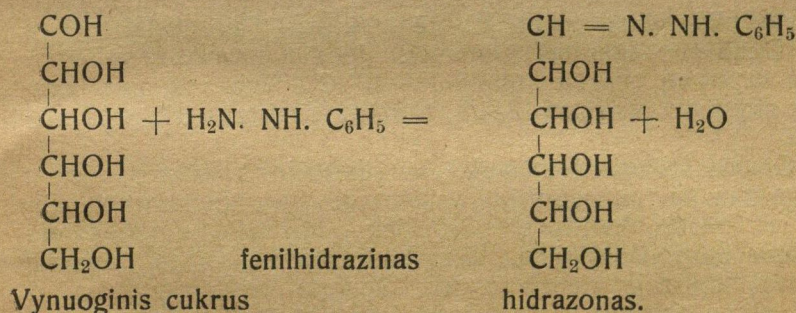 COH CH = N. NH. C₆H₅
CHOH CHOH
CHOH + H₂N. NH. C₆H₅ = CHOH + H₂O
CHOH CHOH
CHOH CHOH
CH₂OH fenilhidrazinas CH₂OH
Vynuoginis cukrus hidrazonas.